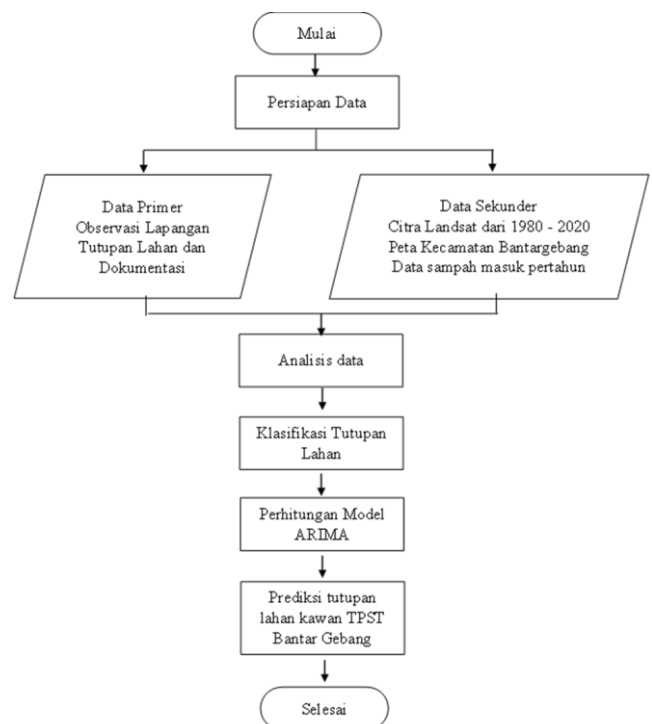 Mulai
Persiapan Data
Data Primer
Observasi Lapangan
Tutupan Lahan dan
Dokumentasi
Data Sekunder
Citra Landsat dari 1980 - 2020
Peta Kecamatan Bantargebang
Data sampah masuk pertahun
Analisis data
Klasifikasi Tutupan
Lahan
Perhitungan Model
ARIMA
Prediksi tutupan
lahan kawan TPST
Bantar Gebang
Selesai